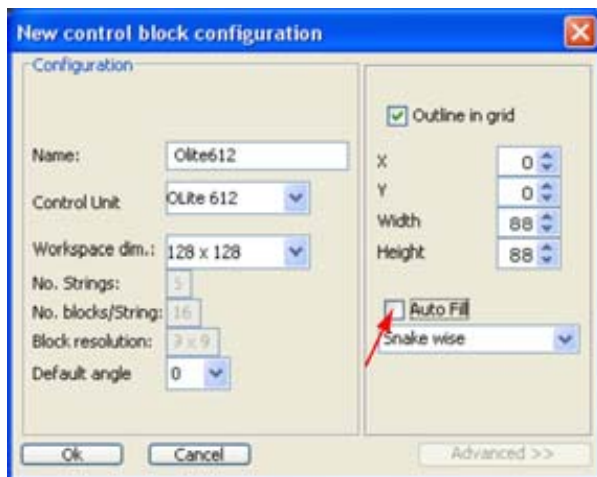 New control block configuration
Configuration
Name: Olite612
Control Unit OLite 612
Workspace dim.: 128 x 128
No. Strings: 5
No. blocks/String: 16
Block resolution: 9 x 9
Default angle 0
Outline in grid
X 0
Y 0
Width 88
Height 88
Auto Fill
Snake wise
Ok Cancel Advanced >>